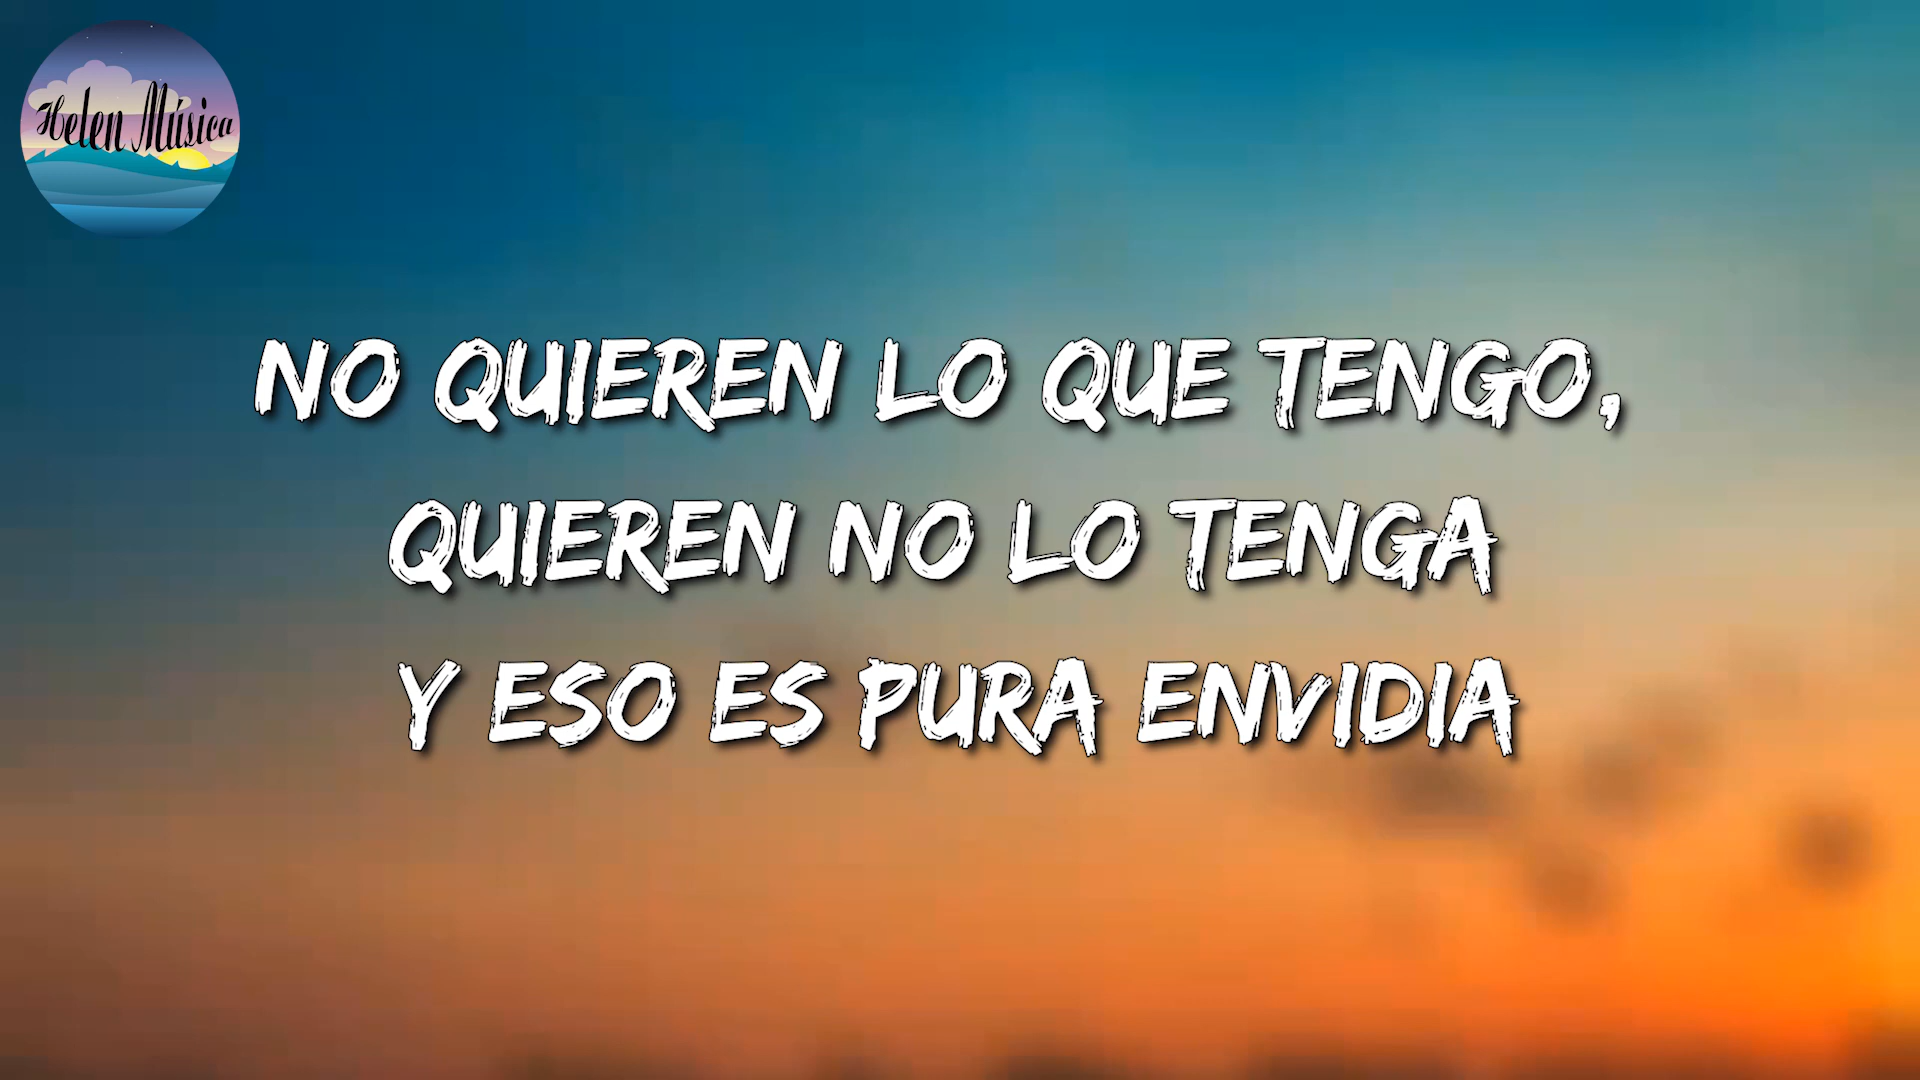 Helen Música
NO QUIEREN LO QUE TENGO,
QUIEREN NO LO TENGA
Y ESO ES PURA ENVIDIA